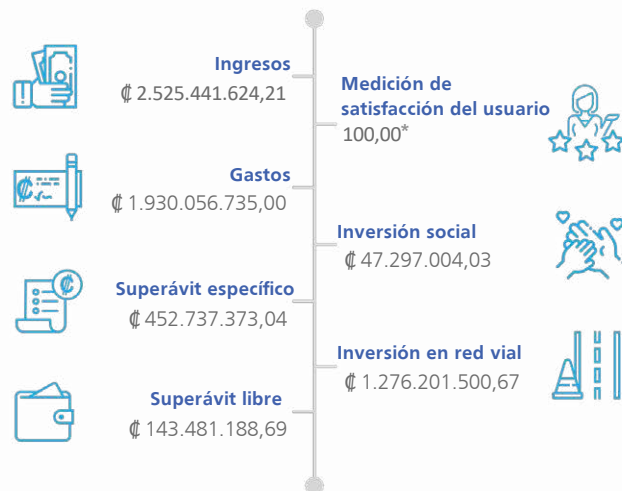 Ingresos
₡ 2.525.441.624,21
Medición de
satisfacción del usuario
100,00*
Gastos
₡ 1.930.056.735,00
Inversión social
₡ 47.297.004,03
Superávit específico
₡ 452.737.373,04
Inversión en red vial
₡ 1.276.201.500,67
Superávit libre
₡ 143.481.188,69